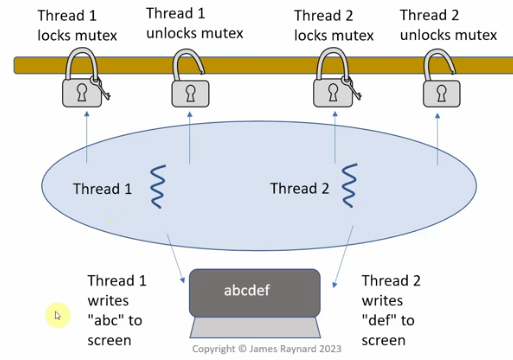 Thread 1
locks mutex
Thread 1
unlocks mutex
Thread 2
locks mutex
Thread 2
unlocks mutex
Thread 1
Thread 2
Thread 1
writes
"abc" to
screen
abcdef
Thread 2
writes
"def" to
screen
Copyright © James Raynard 2023